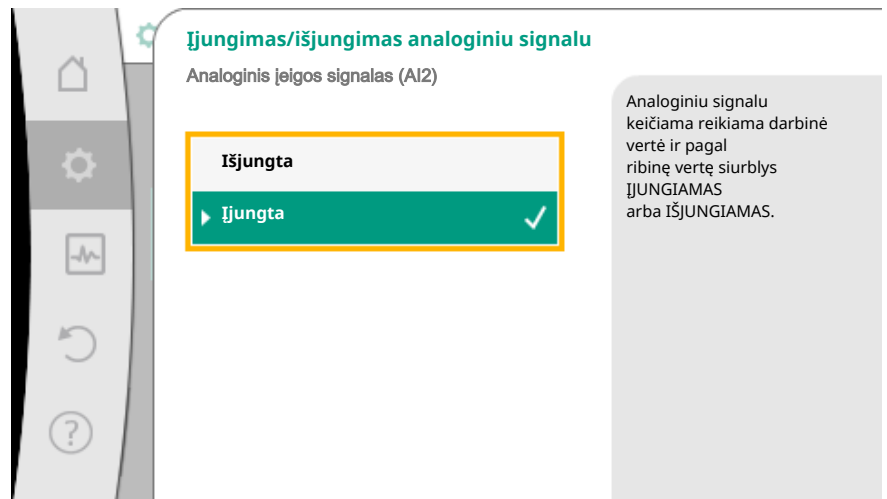 Įjungimas/išjungimas analoginiu signalu
Analoginis įeigos signalas (AI2)
Išjungta
Įjungta
Analoginiu signalu
keičiama reikiama darbinė
vertė ir pagal
ribinę vertę siurblys
ĮJUNGIAMAS
arba IŠJUNGIAMAS.